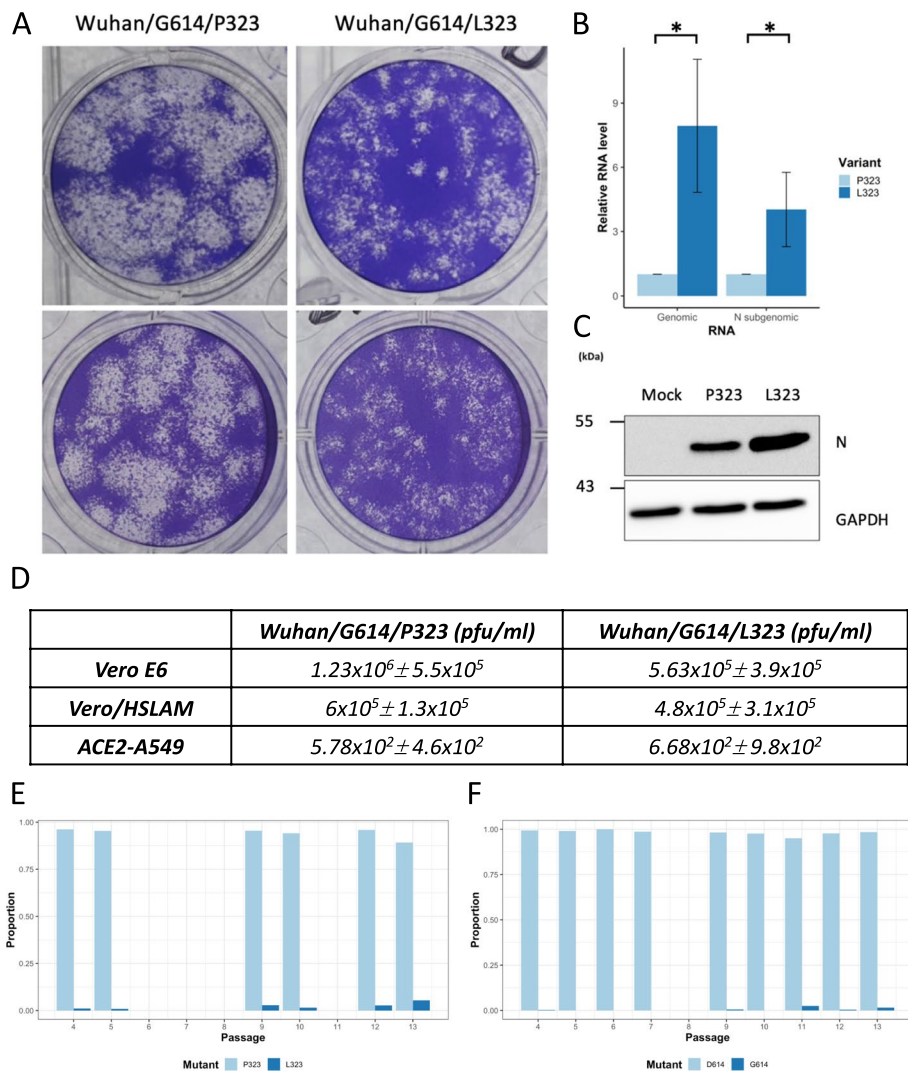 A
Wuhan/G614/P323
Wuhan/G614/L323
B
*
*
9
6
3
0
Relative RNA level
Genomic
N subgenomic
RNA
Variant
P323
L323
C
(kDa)
Mock P323 L323
55
N
43
GAPDH
D
Wuhan/G614/P323 (pfu/ml) Wuhan/G614/L323 (pfu/ml)
Vero E6 1.23x10⁶±5.5x10⁵ 5.63x10⁵±3.9x10⁵
Vero/HSLAM 6x10⁵±1.3x10⁵ 4.8x10⁵±3.1x10⁵
ACE2-A549 5.78x10²±4.6x10² 6.68x10²±9.8x10²
E
1.00
0.75
0.50
0.25
0.00
Proportion
4 5 6 7 8 9 10 11 12 13
Passage
Mutant P323 L323
F
1.00
0.75
0.50
0.25
0.00
Proportion
4 5 6 7 8 9 10 11 12 13
Passage
Mutant D614 G614